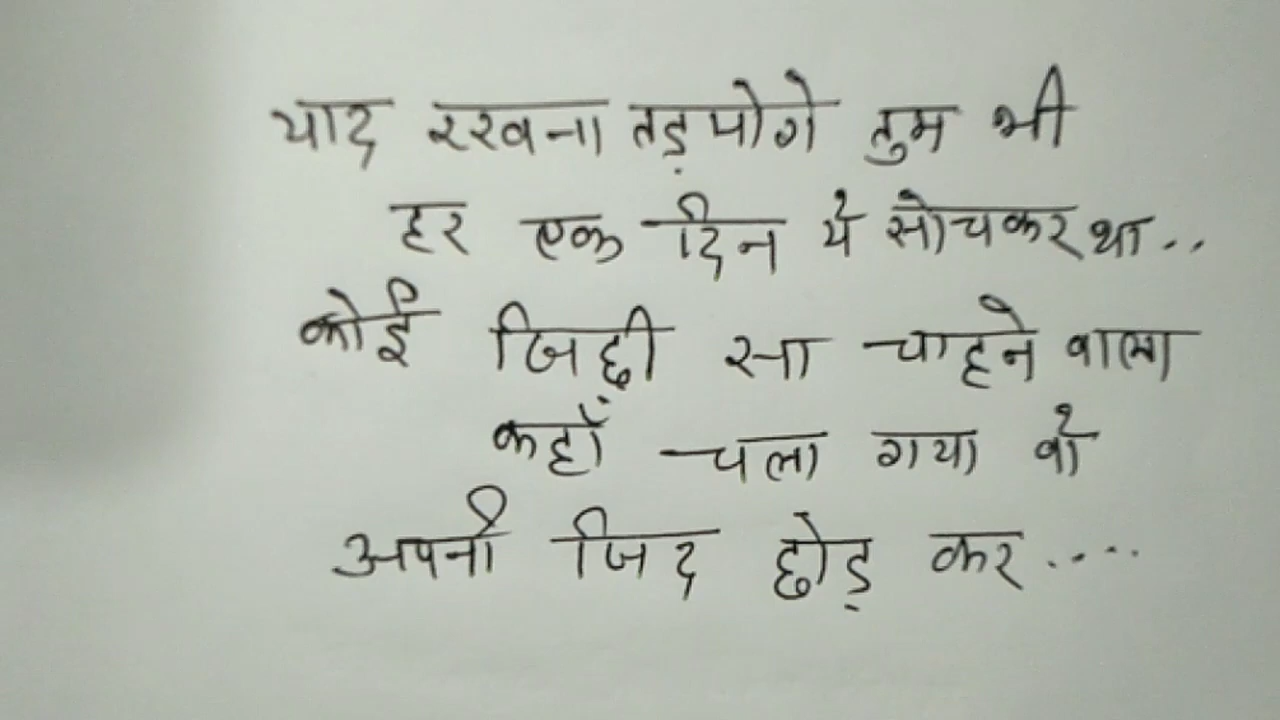 याद रखना तड़पोगे तुम भी
हर एक दिन ये सोचकर था..
कोई जिद्दी सा चाहने वाला
कहाँ चला गया वो
अपनी जिद छोड़ कर....